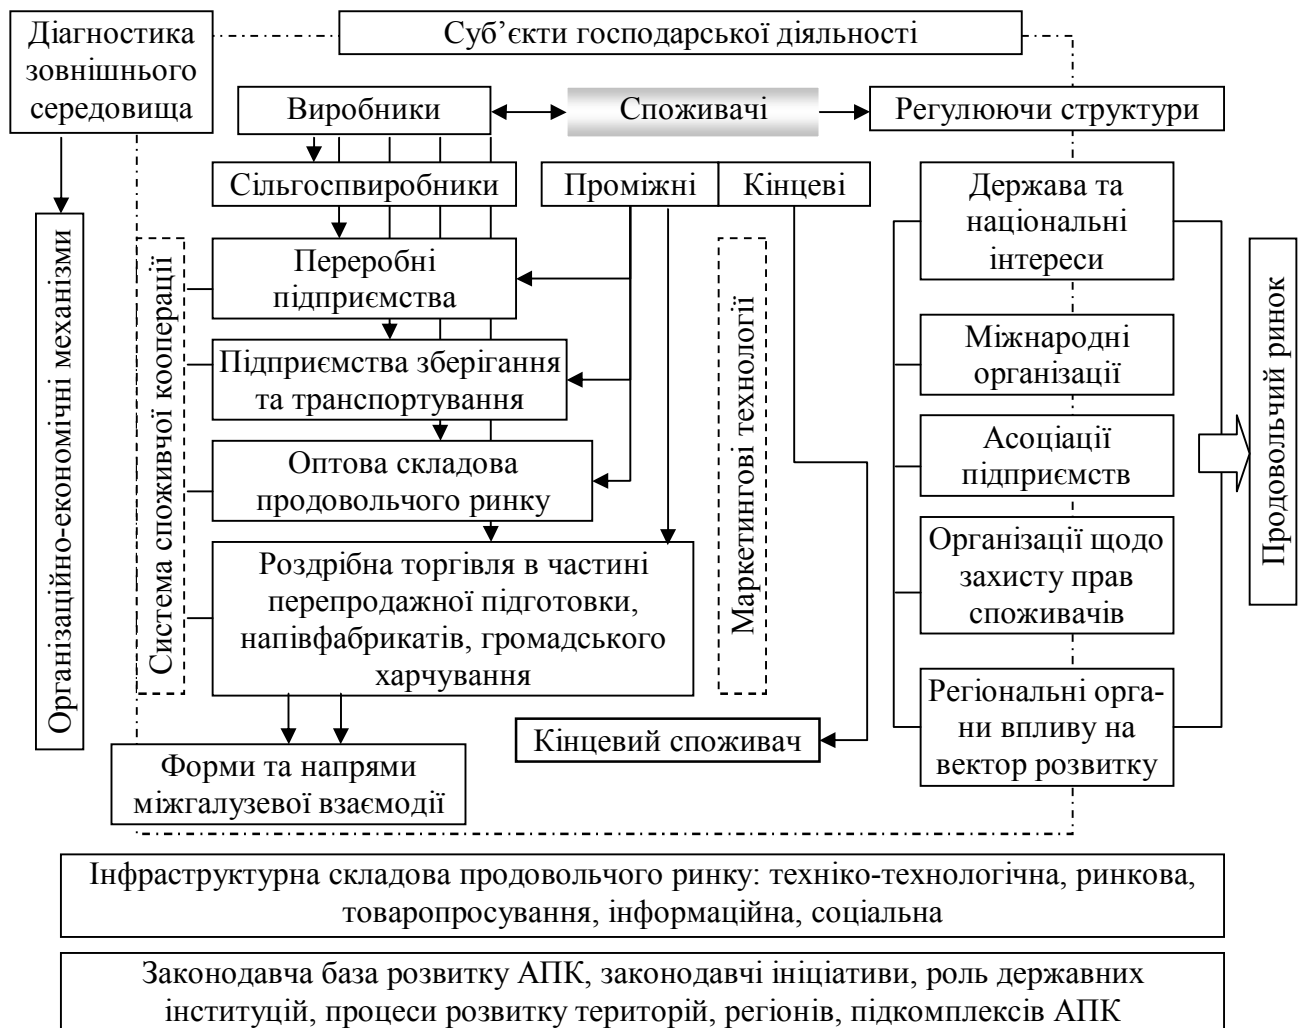 Діагностика
зовнішнього
середовища
Суб’єкти господарської діяльності
Виробники
Споживачі
Регулюючи структури
Сільгоспвиробники
Проміжні
Кінцеві
Держава та
національні
інтереси
Організаційно-економічні механізми
Система споживчої кооперації
Переробні
підприємства
Маркетингові технології
Продовольчий ринок
Підприємства зберігання
та транспортування
Міжнародні
організації
Оптова складова
продовольчого ринку
Асоціації
підприємств
Роздрібна торгівля в частині
перепродажної підготовки,
напівфабрикатів, громадського
харчування
Організації щодо
захисту прав
споживачів
Кінцевий споживач
Регіональні орга-
ни впливу на
вектор розвитку
Форми та напрями
міжгалузевої взаємодії
Інфраструктурна складова продовольчого ринку: техніко-технологічна, ринкова,
товаропросування, інформаційна, соціальна
Законодавча база розвитку АПК, законодавчі ініціативи, роль державних
інституцій, процеси розвитку територій, регіонів, підкомплексів АПК